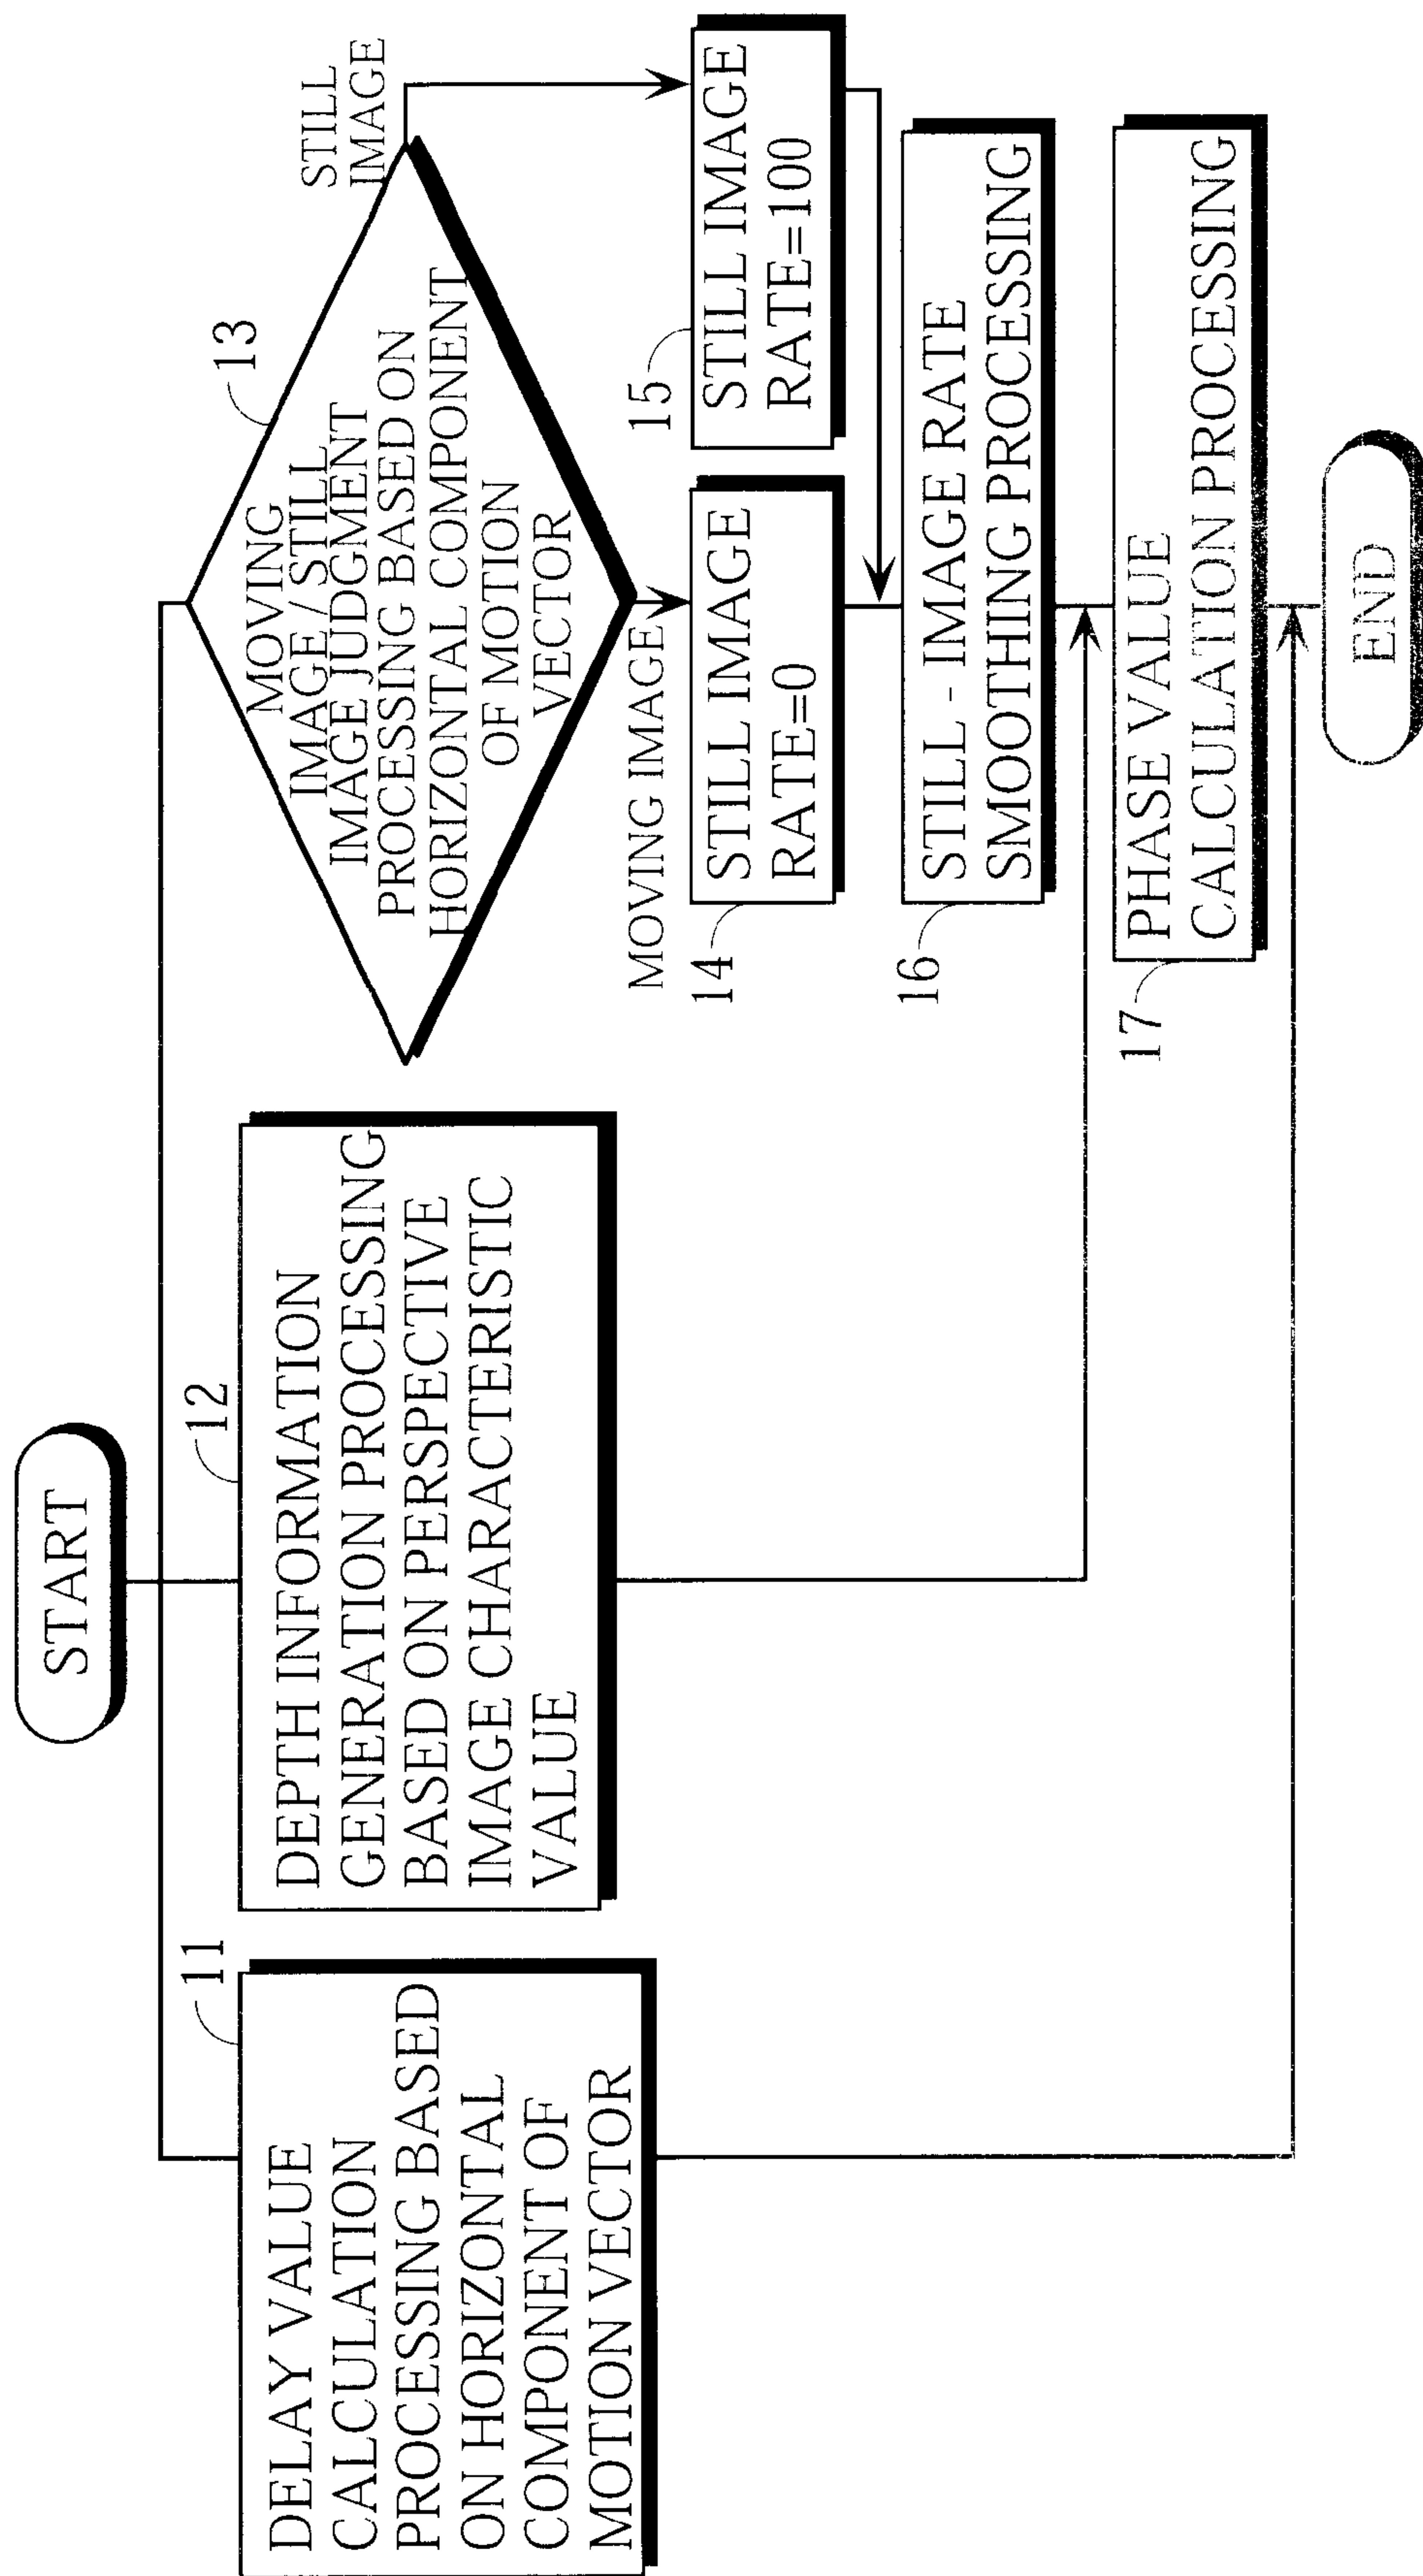 START
11
DELAY VALUE
CALCULATION
PROCESSING BASED
ON HORIZONTAL
COMPONENT OF
MOTION VECTOR
12
DEPTH INFORMATION
GENERATION PROCESSING
BASED ON PERSPECTIVE
IMAGE CHARACTERISTIC
VALUE
13
MOVING
IMAGE / STILL
IMAGE JUDGMENT
PROCESSING BASED ON
HORIZONTAL COMPONENT
OF MOTION
VECTOR
STILL
IMAGE
MOVING IMAGE
14
STILL IMAGE
RATE=0
15
STILL IMAGE
RATE=100
16
STILL - IMAGE RATE
SMOOTHING PROCESSING
17
PHASE VALUE
CALCULATION PROCESSING
END